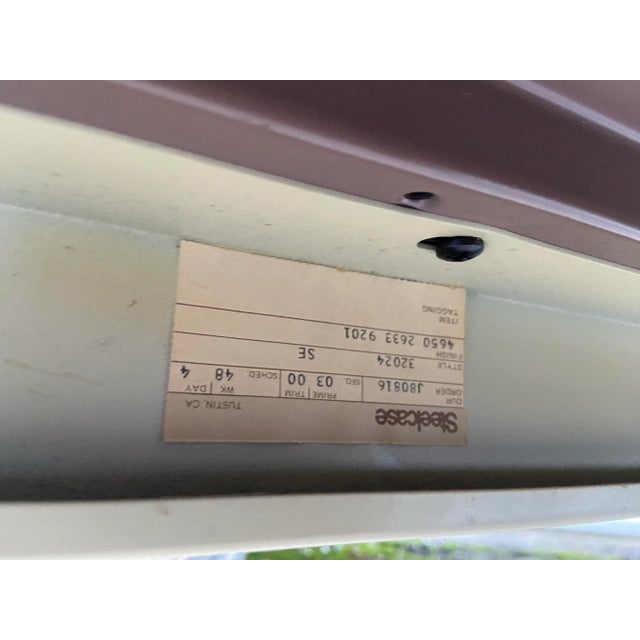 Steelcase TUSTIN, CA
OUR ORDER J80816 SEQ. 03 00 PRIME TRIM SCHED. 48 4 WK DAY
STYLE 32024 SE
FINISH 4650 2633 9201
ITEM TAGGING